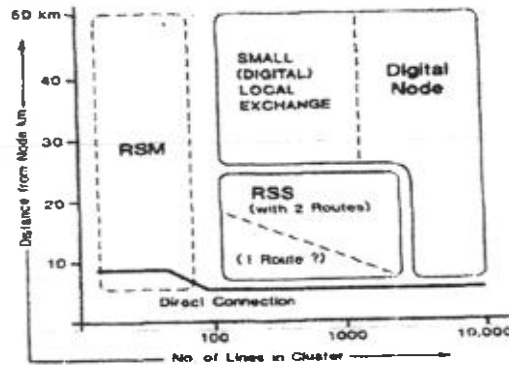 60 km
40
30
20
10
Distance from Node km
RSM
SMALL
(DIGITAL)
LOCAL
EXCHANGE
Digital
Node
RSS
(with 2 Routes)
(1 Route ?)
Direct Connection
100
1000
10,000
No. of Lines in Cluster